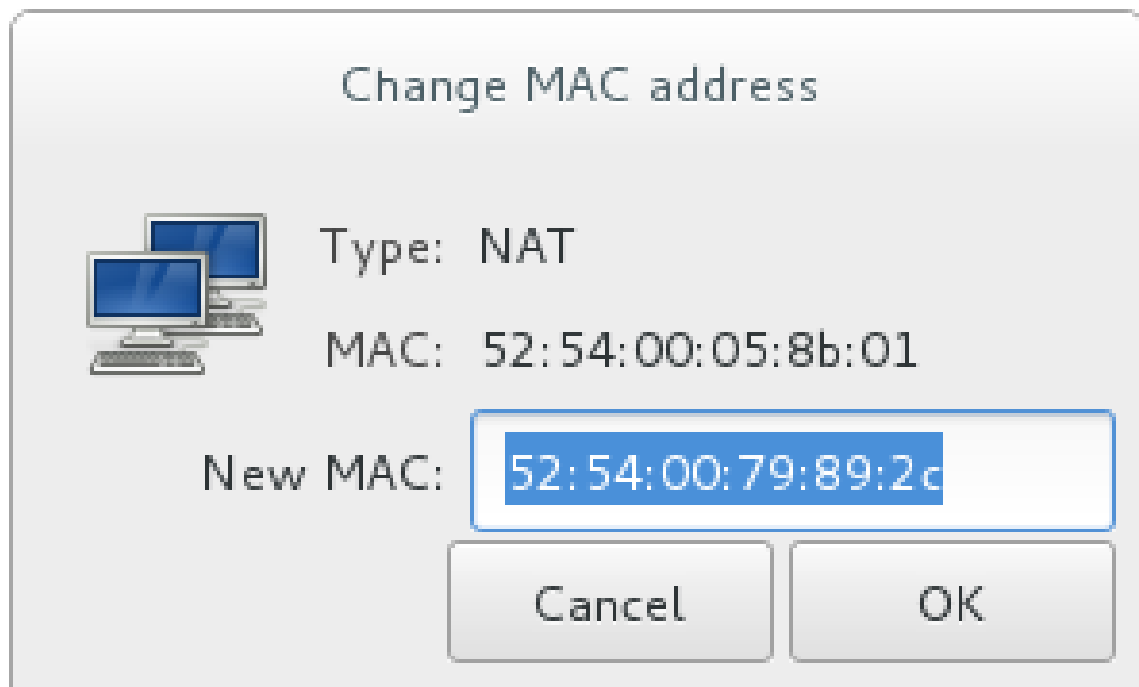 Change MAC address
Type: NAT
MAC: 52:54:00:05:8b:01
New MAC: 52:54:00:79:89:2c
Cancel OK